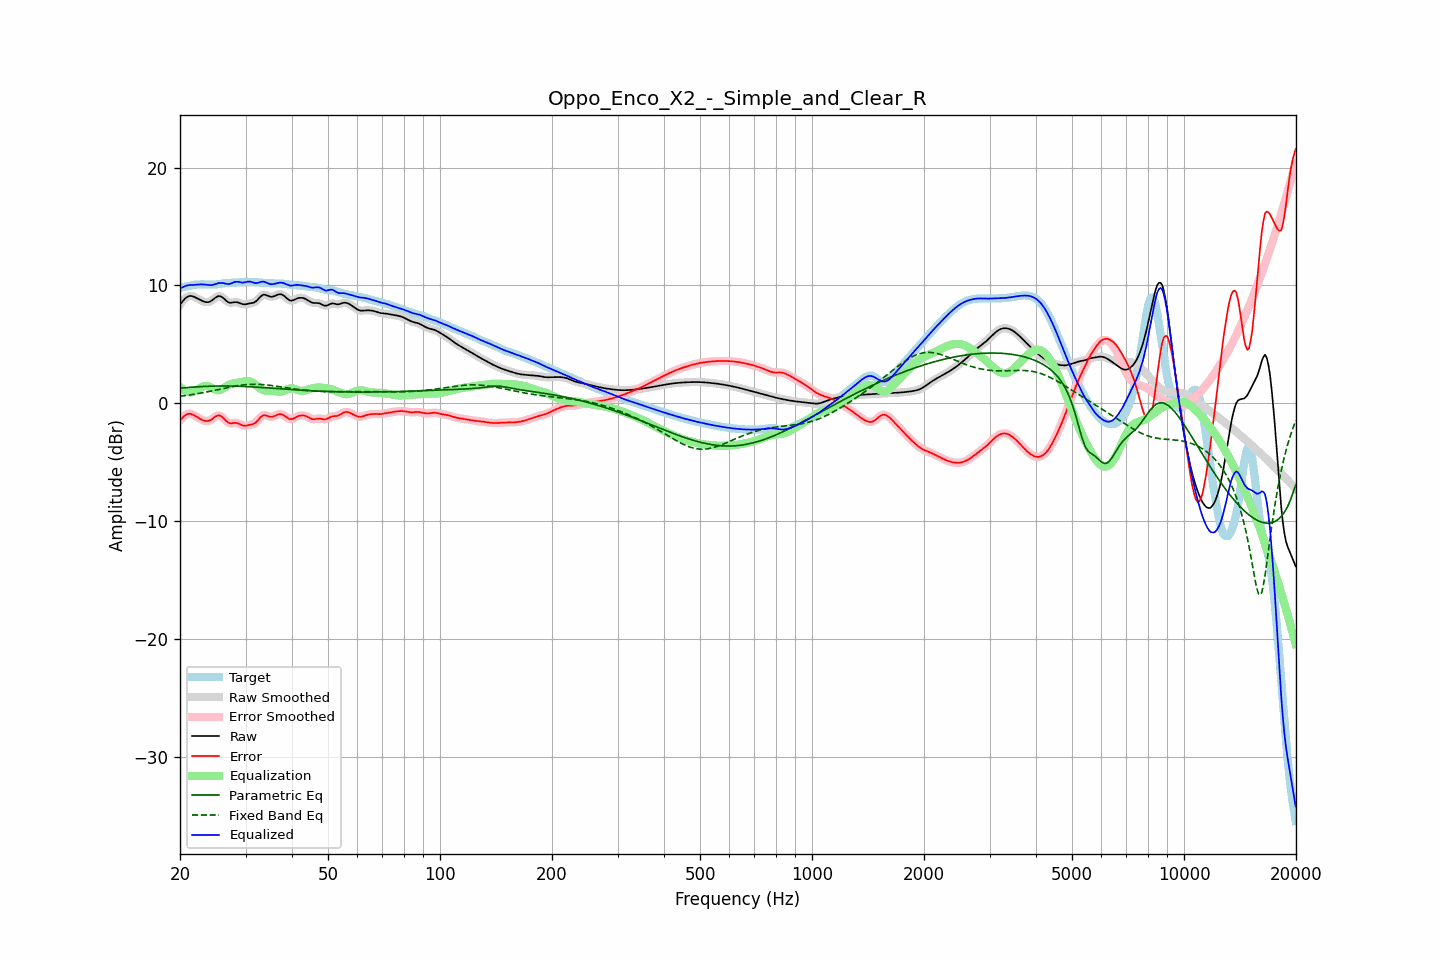 Oppo_Enco_X2_-_Simple_and_Clear_R
Amplitude (dBr)
20
10
0
−10
−20
−30
Target
Raw Smoothed
Error Smoothed
Raw
Error
Equalization
Parametric Eq
Fixed Band Eq
Equalized
20 50 100 200 500 1000 2000 5000 10000 20000
Frequency (Hz)